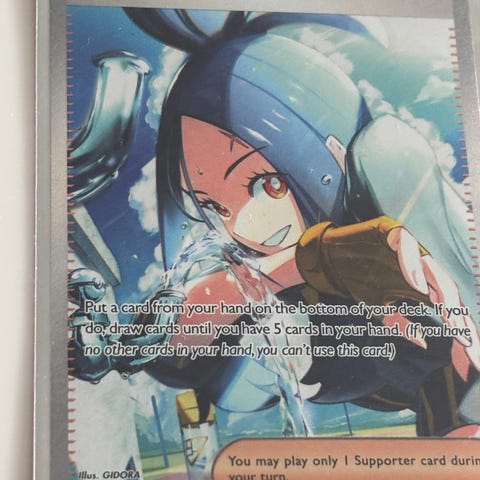 Put a card from your hand on the bottom of your deck. If you
do, draw cards until you have 5 cards in your hand. (If you have
no other cards in your hand, you can't use this card.)
Illus. GIDORA
You may play only 1 Supporter card durin
your turn.